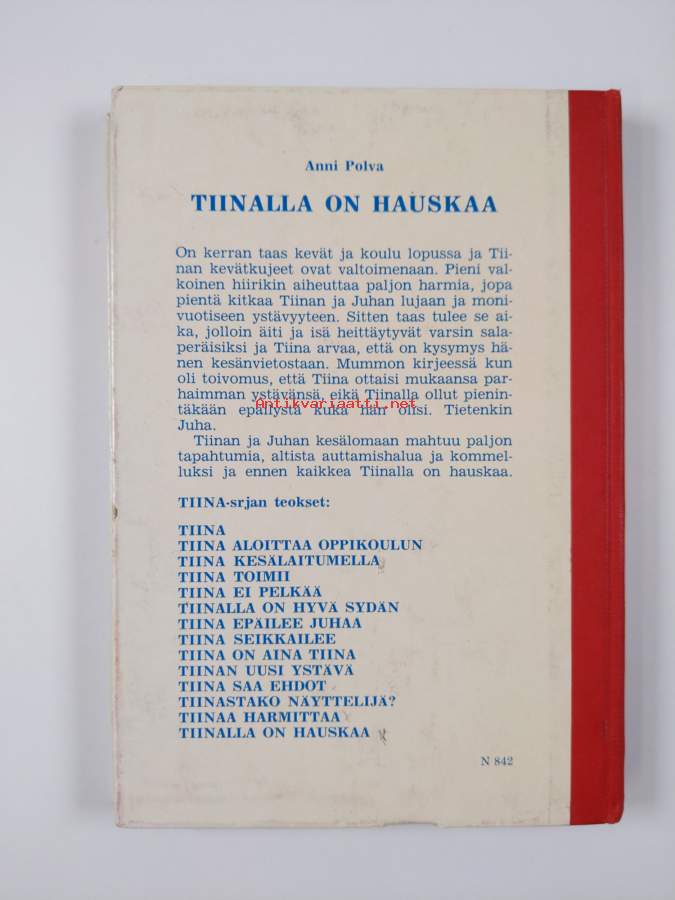 Anni Polva
TIINALLA ON HAUSKAA
On kerran taas kevät ja koulu lopussa ja Tii-
nan kevätkujeet ovat valtoimenaan. Pieni val-
koinen hiirikin aiheuttaa paljon harmia, jopa
pientä kitkaa Tiinan ja Juhan lujaan ja moni-
vuotiseen ystävyyteen. Sitten taas tulee se ai-
ka, jolloin äiti ja isä heittäytyvät varsin sala-
peräisiksi ja Tiina arvaa, että on kysymys hä-
nen kesänvietostaan. Mummon kirjeessä kun
oli toivomus, että Tiina ottaisi mukaansa par-
haimman ystävänsä, eikä Tiinalla ollut pienin-
täkään epäilystä kuka hän olisi. Tietenkin
Juha.
Tiinan ja Juhan kesälomaan mahtuu paljon
tapahtumia, altista auttamishalua ja kommel-
luksi ja ennen kaikkea Tiinalla on hauskaa.
TIINA-srjan teokset:
TIINA
TIINA ALOITTAA OPPIKOULUN
TIINA KESÄLAITUMELLA
TIINA TOIMII
TIINA EI PELKÄÄ
TIINALLA ON HYVÄ SYDÄN
TIINA EPÄILEE JUHAA
TIINA SEIKKAILEE
TIINA ON AINA TIINA
TIINAN UUSI YSTÄVÄ
TIINA SAA EHDOT
TIINASTAKO NÄYTTELIJÄ?
TIINAA HARMITTAA
TIINALLA ON HAUSKAA
N 842
Antikvariaatti.net